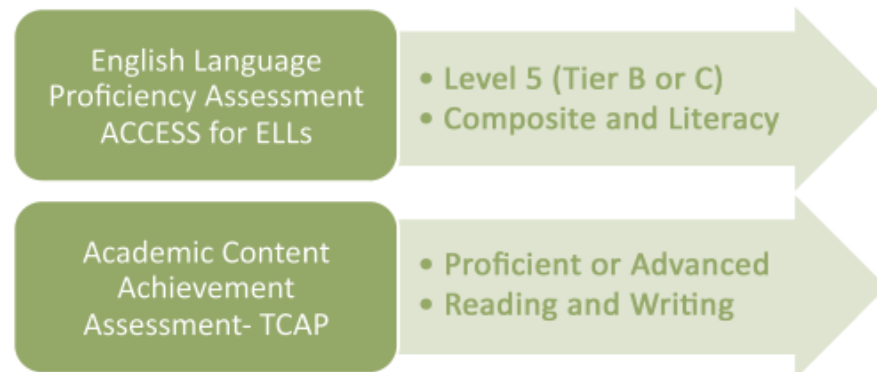 English Language
Proficiency Assessment
ACCESS for ELLs
• Level 5 (Tier B or C)
• Composite and Literacy
Academic Content
Achievement
Assessment- TCAP
• Proficient or Advanced
• Reading and Writing